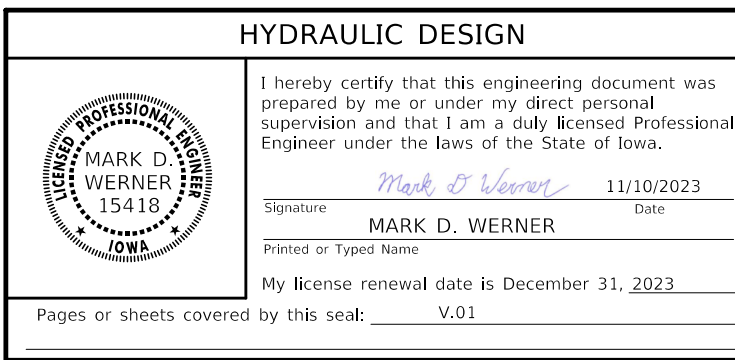 HYDRAULIC DESIGN
LICENSED PROFESSIONAL ENGINEER
MARK D.
WERNER
15418
IOWA
I hereby certify that this engineering document was
prepared by me or under my direct personal
supervision and that I am a duly licensed Professional
Engineer under the laws of the State of Iowa.
Mark D Werner 11/10/2023
Signature Date
MARK D. WERNER
Printed or Typed Name
My license renewal date is December 31, 2023
Pages or sheets covered by this seal: V.01